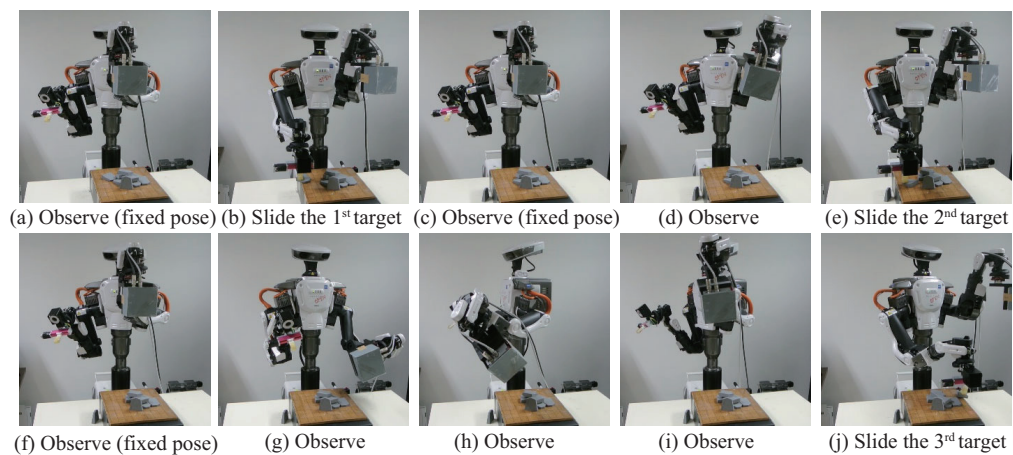 (a) Observe (fixed pose) (b) Slide the 1st target (c) Observe (fixed pose) (d) Observe (e) Slide the 2nd target
(f) Observe (fixed pose) (g) Observe (h) Observe (i) Observe (j) Slide the 3rd target